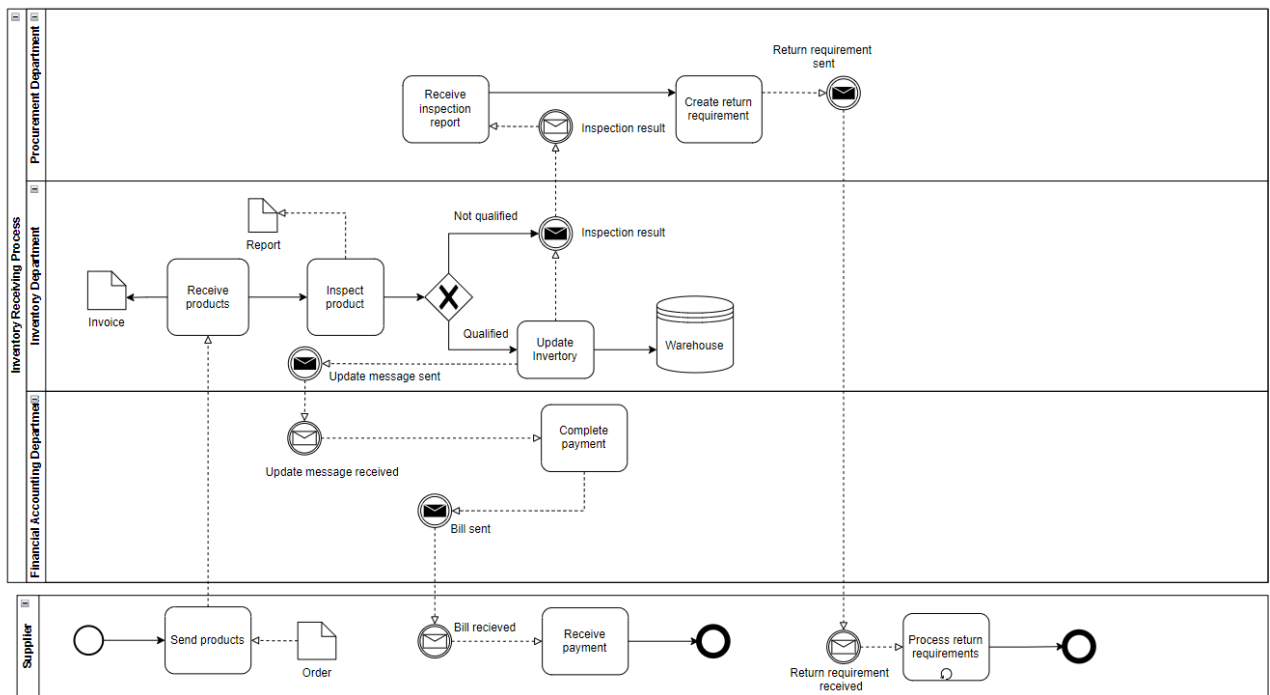 Inventory Receiving Process
Procurement Department
Return requirement
sent
Receive
inspection
report
Create return
requirement
Inspection result
Inventory Department
Not qualified
Inspection result
Report
Receive
products
Inspect
product
Invoice
Qualified
Update
Invertory
Warehouse
Update message sent
Financial Accounting Department
Complete
payment
Update message received
Bill sent
Supplier
Send products
Order
Bill recieved
Receive
payment
Process return
requirements
Return requirement
received